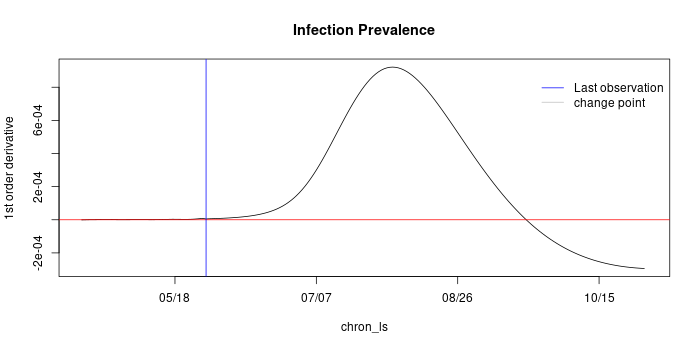 Infection Prevalence
1st order derivative
6e-04
2e-04
-2e-04
Last observation
change point
05/18
07/07
08/26
10/15
chron_ls